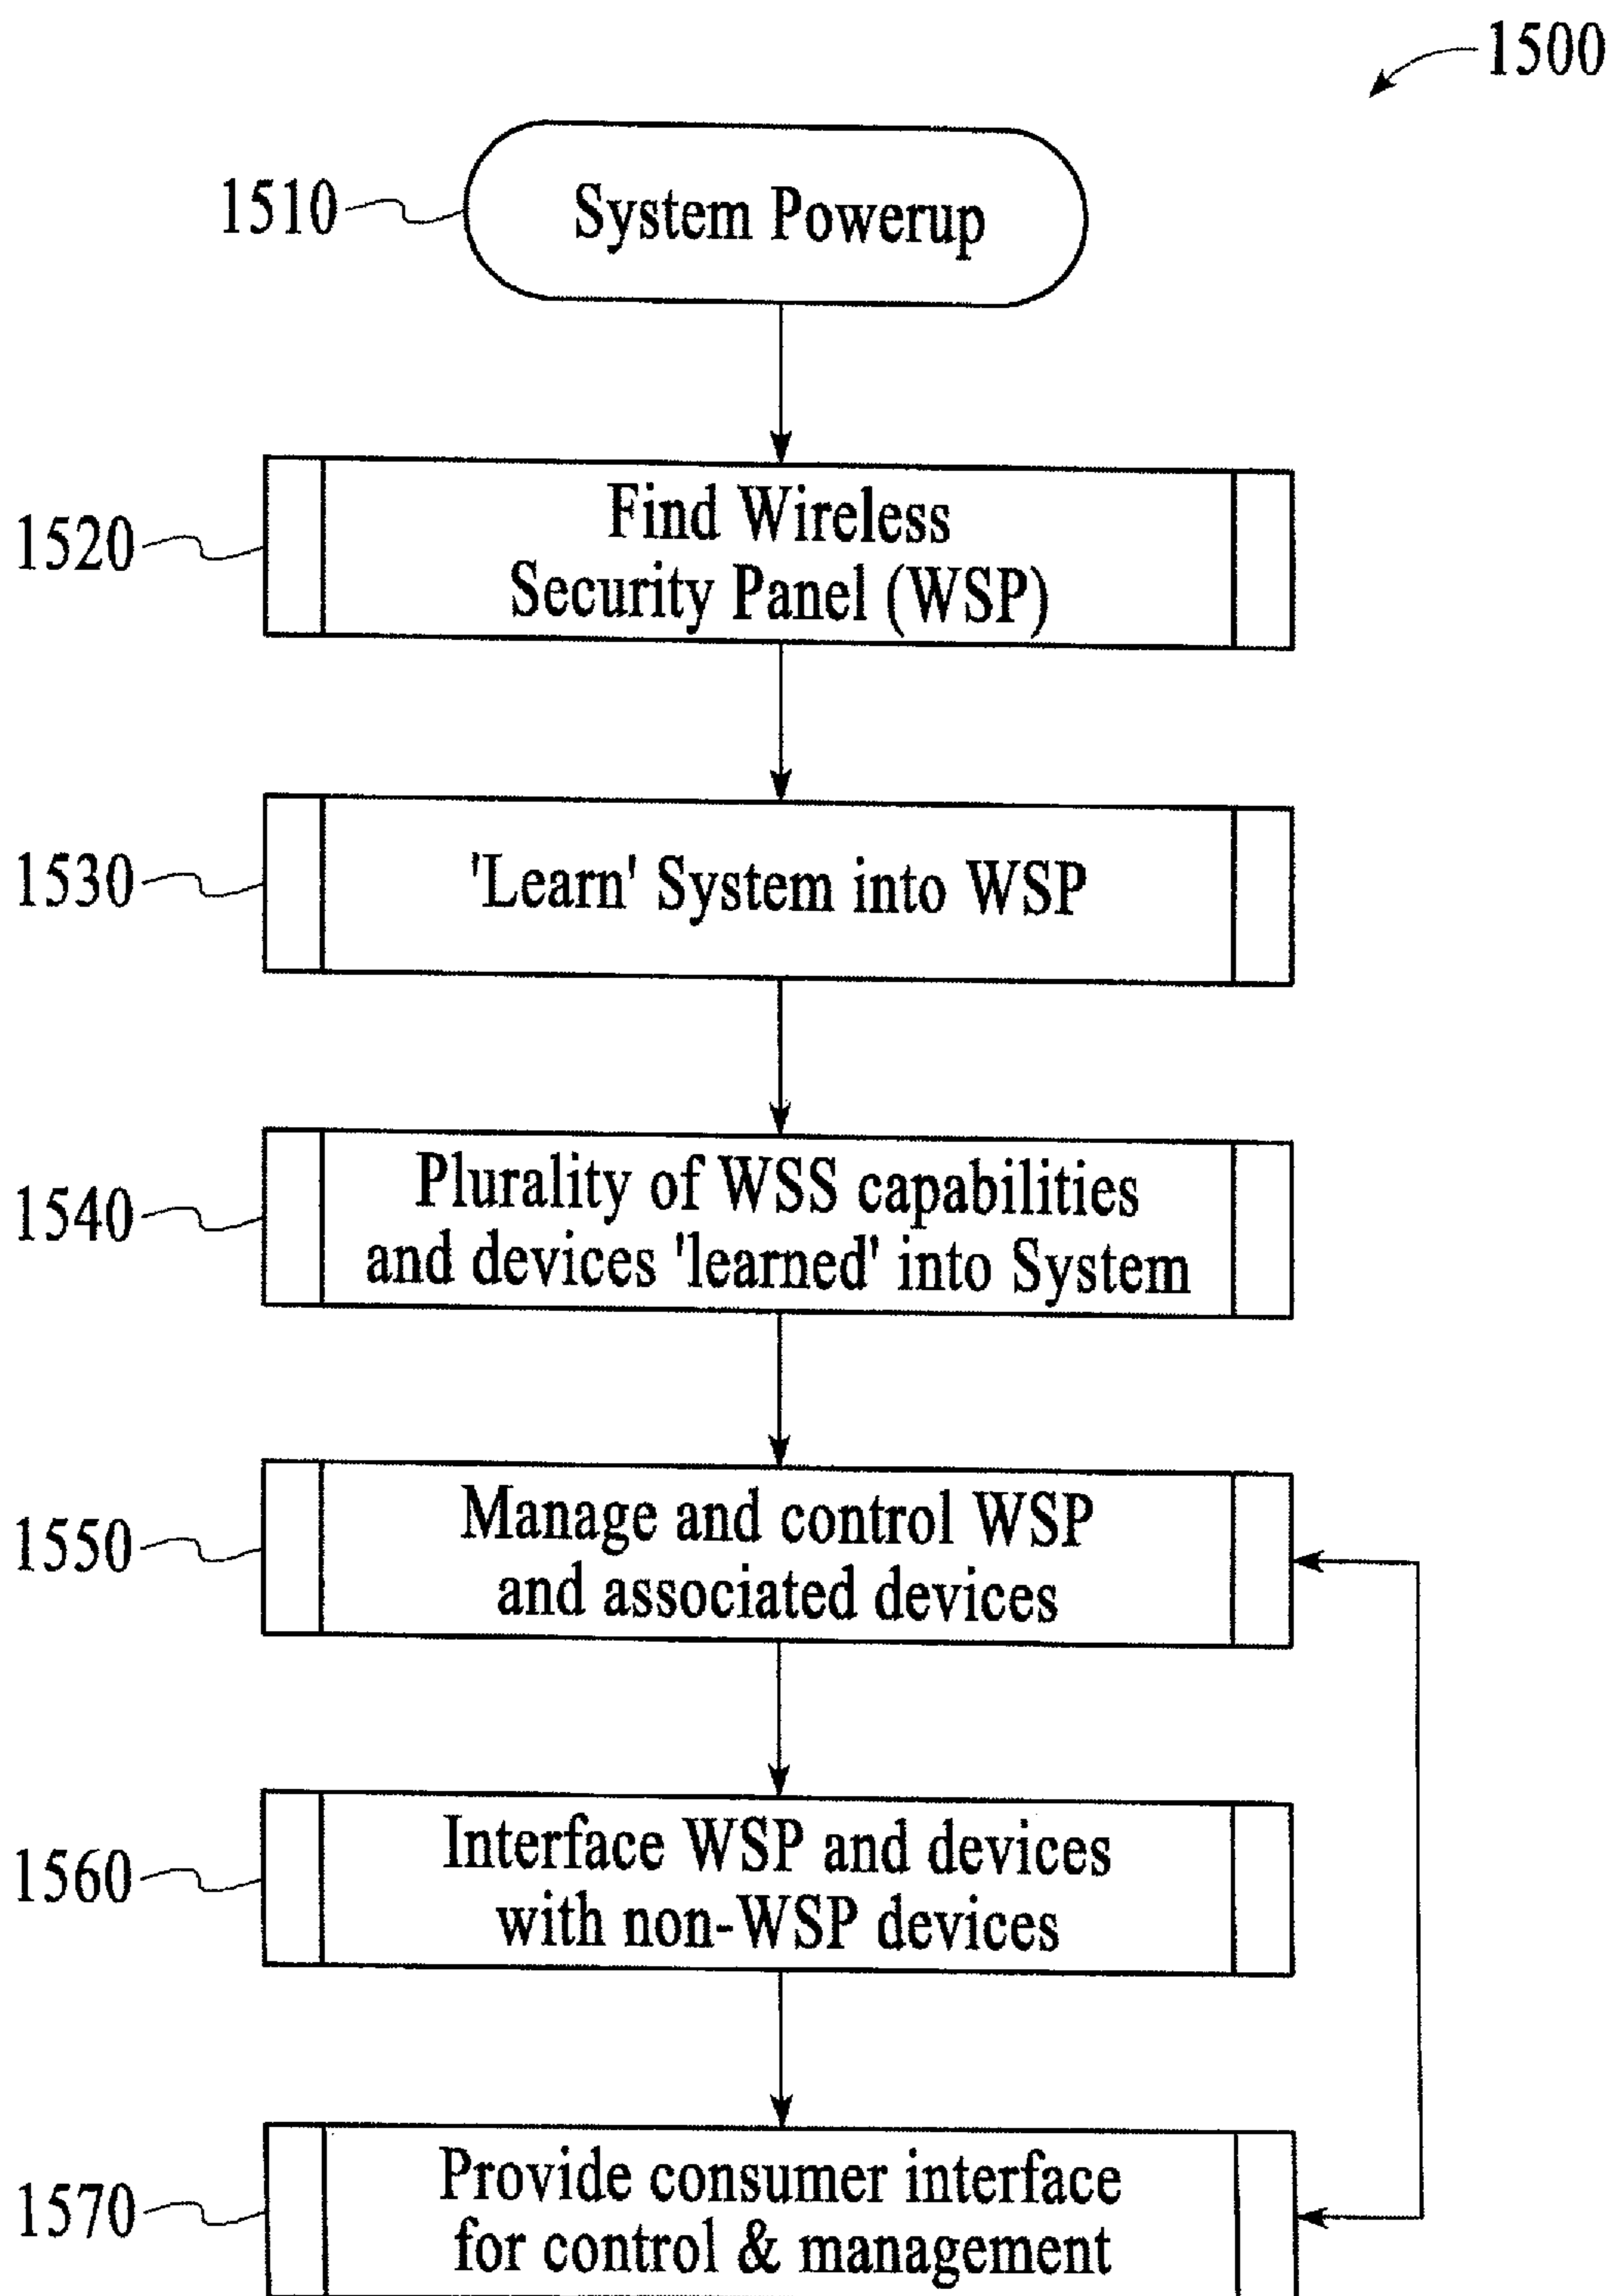 1500
1510
System Powerup
1520
Find Wireless
Security Panel (WSP)
1530
'Learn' System into WSP
1540
Plurality of WSS capabilities
and devices 'learned' into System
1550
Manage and control WSP
and associated devices
1560
Interface WSP and devices
with non-WSP devices
1570
Provide consumer interface
for control & management